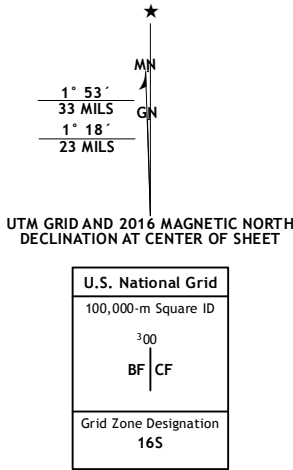 ★
MN
1° 53´
33 MILS
GN
1° 18´
23 MILS
UTM GRID AND 2016 MAGNETIC NORTH
DECLINATION AT CENTER OF SHEET
U.S. National Grid
100,000-m Square ID
³00
BF CF
Grid Zone Designation
16S